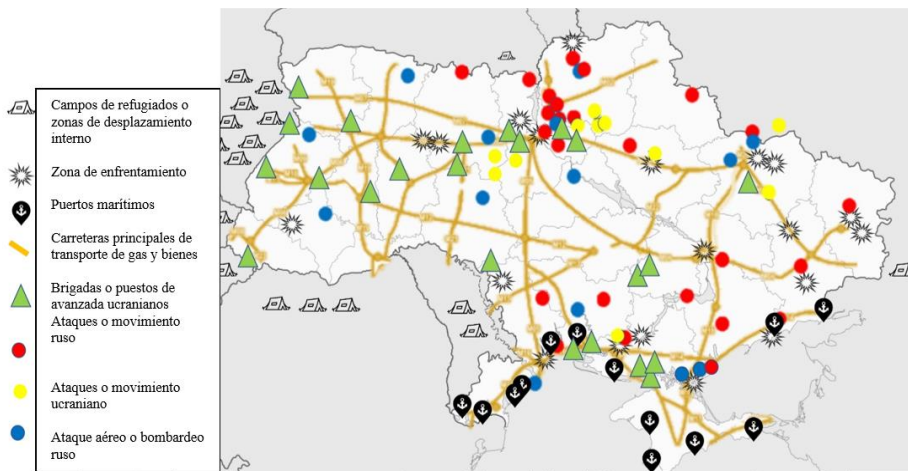 Campos de refugiados o
zonas de desplazamiento
interno
Zona de enfrentamiento
Puertos marítimos
Carreteras principales de
transporte de gas y bienes
Brigadas o puestos de
avanzada ucranianos
Ataques o movimiento
ruso
Ataques o movimiento
ucraniano
Ataque aéreo o bombardeo
ruso